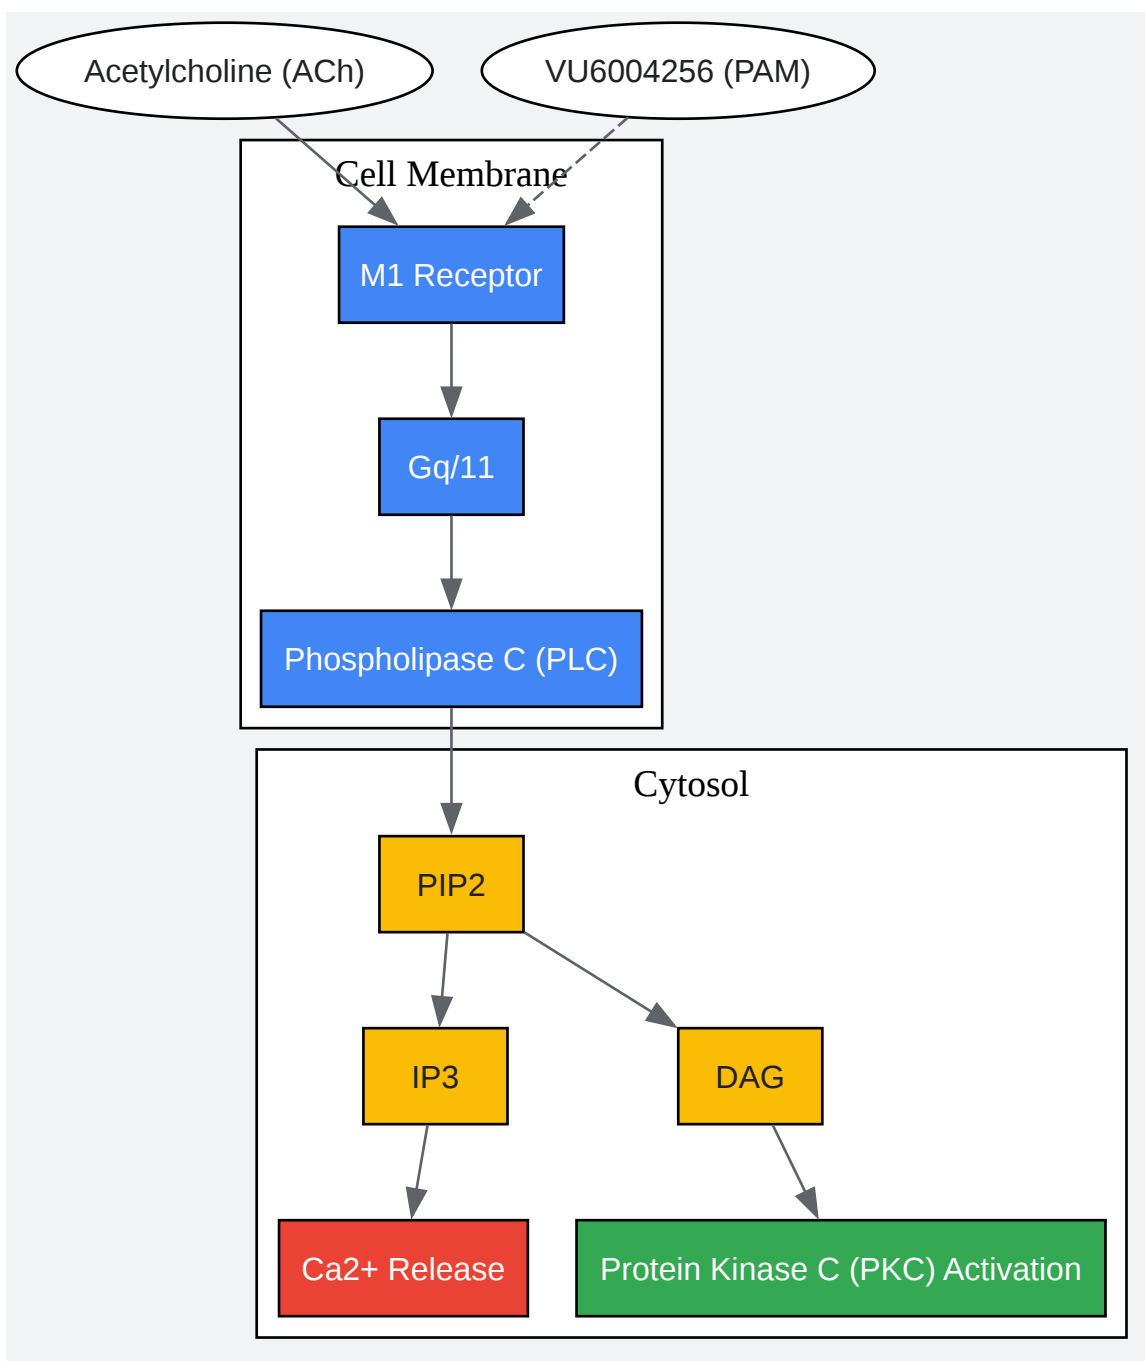 Acetylcholine (ACh)
VU6004256 (PAM)
Cell Membrane
M1 Receptor
Gq/11
Phospholipase C (PLC)
Cytosol
PIP2
IP3
DAG
Ca2+ Release
Protein Kinase C (PKC) Activation